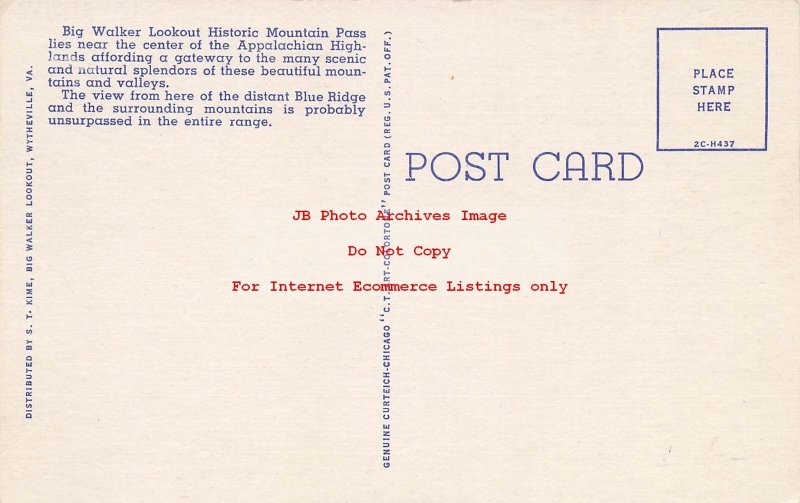 Big Walker Lookout Historic Mountain Pass
lies near the center of the Appalachian High-
lands affording a gateway to the many scenic
and natural splendors of these beautiful moun-
tains and valleys.
The view from here of the distant Blue Ridge
and the surrounding mountains is probably
unsurpassed in the entire range.
DISTRIBUTED BY S. T. KIME, BIG WALKER LOOKOUT, WYTHEVILLE, VA.
GENUINE CURTEICH-CHICAGO "C.T. ART-COLORTONE" POST CARD (REG. U.S. PAT. OFF.)
POST CARD
PLACE
STAMP
HERE
2C-H437
JB Photo Archives Image
Do Not Copy
For Internet Ecommerce Listings only